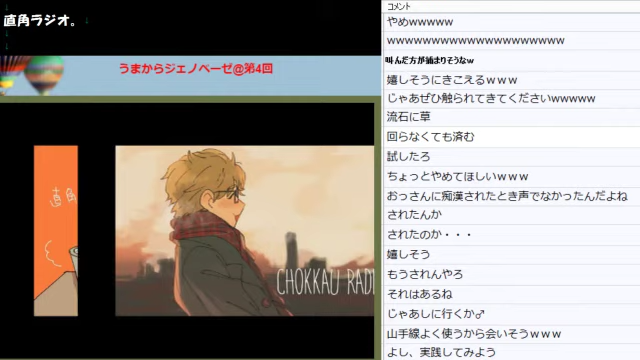 直角ラジオ。
うまからジェノベーゼ@第4回
直角
CHOKKAU RADI
コメント
やめwwwww
wwwwwwwwwwwwwwwwwwwww
叫んだ方が捕まりそうなw
嬉しそうにきこえるｗｗｗ
じゃあぜひ触られてきてくださいwwwww
流石に草
回らなくても済む
試したろ
ちょっとやめてほしいｗｗｗ
おっさんに痴漢されたとき声でなかったんだよね
されたんか
されたのか・・・
嬉しそう
もうされんやろ
それはあるね
じゃあしに行くか♂
山手線よく使うから会いそうｗｗｗ
よし、実践してみよう